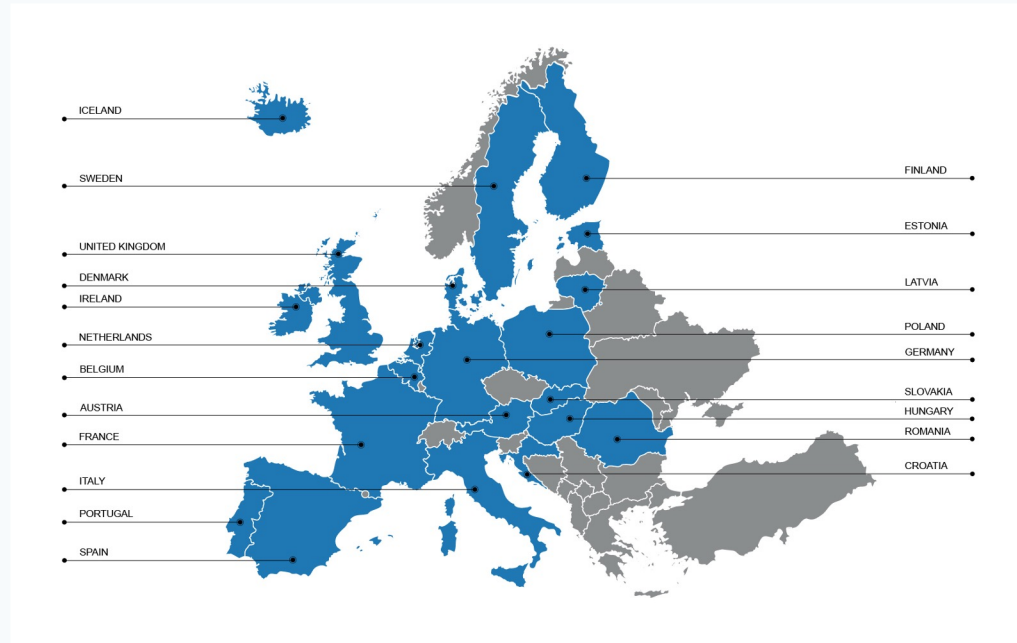 ICELAND
SWEDEN
UNITED KINGDOM
DENMARK
IRELAND
NETHERLANDS
BELGIUM
AUSTRIA
FRANCE
ITALY
PORTUGAL
SPAIN
FINLAND
ESTONIA
LATVIA
POLAND
GERMANY
SLOVAKIA
HUNGARY
ROMANIA
CROATIA